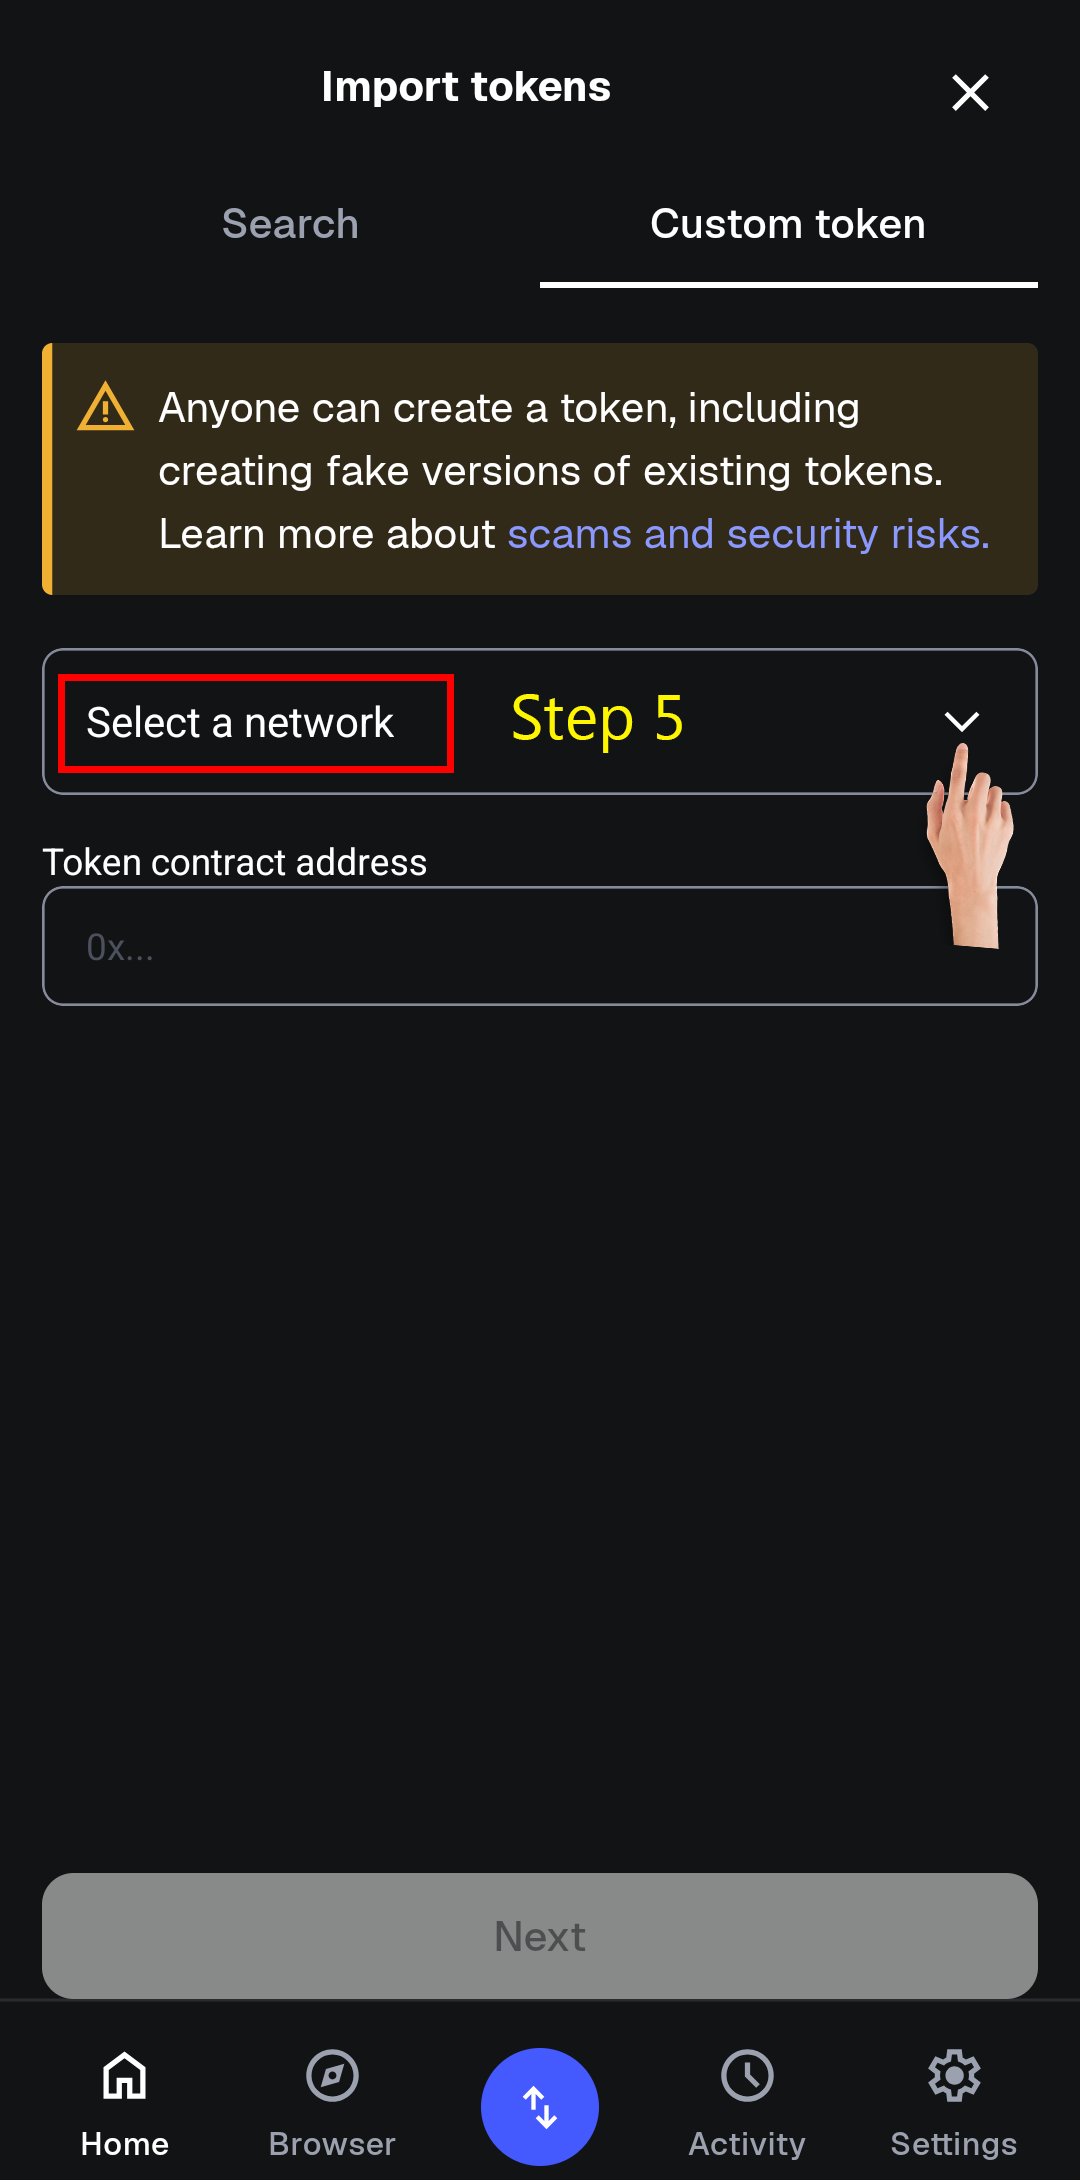 Import tokens
Search
Custom token
Anyone can create a token, including
creating fake versions of existing tokens.
Learn more about scams and security risks.
Select a network
Step 5
Token contract address
0x...
Next
Home
Browser
Activity
Settings